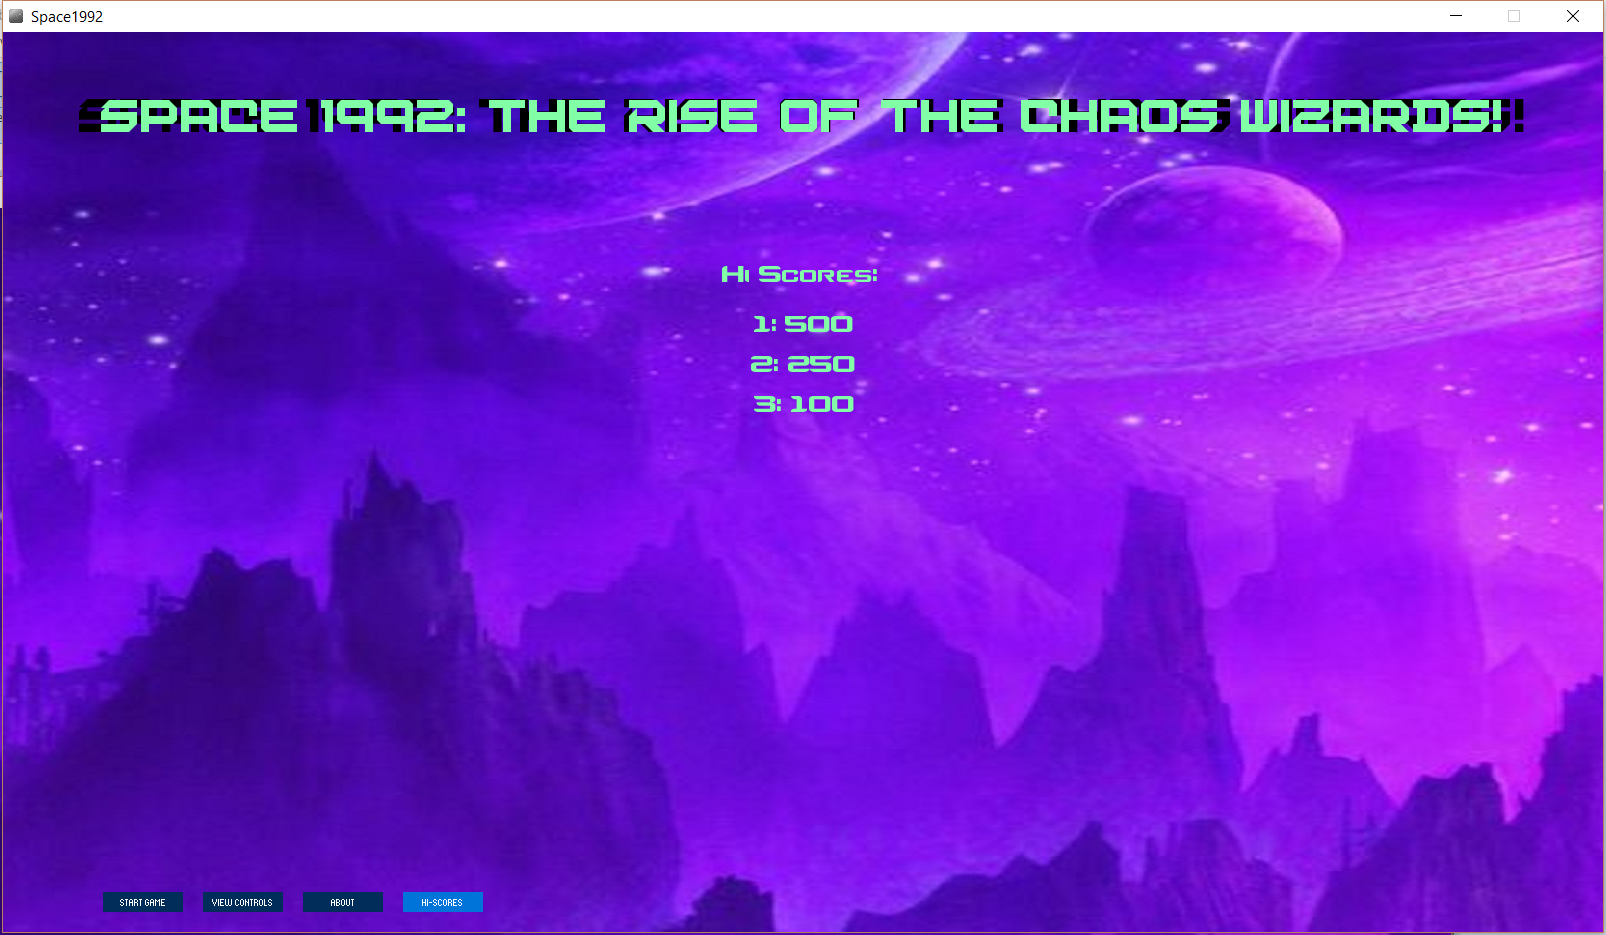 Space1992
SPACE 1992: THE RISE OF THE CHAOS WIZARDS!
Hi Scores!
1: 500
2: 250
3: 100
START GAME
VIEW CONTROLS
ABOUT
HI-SCORES